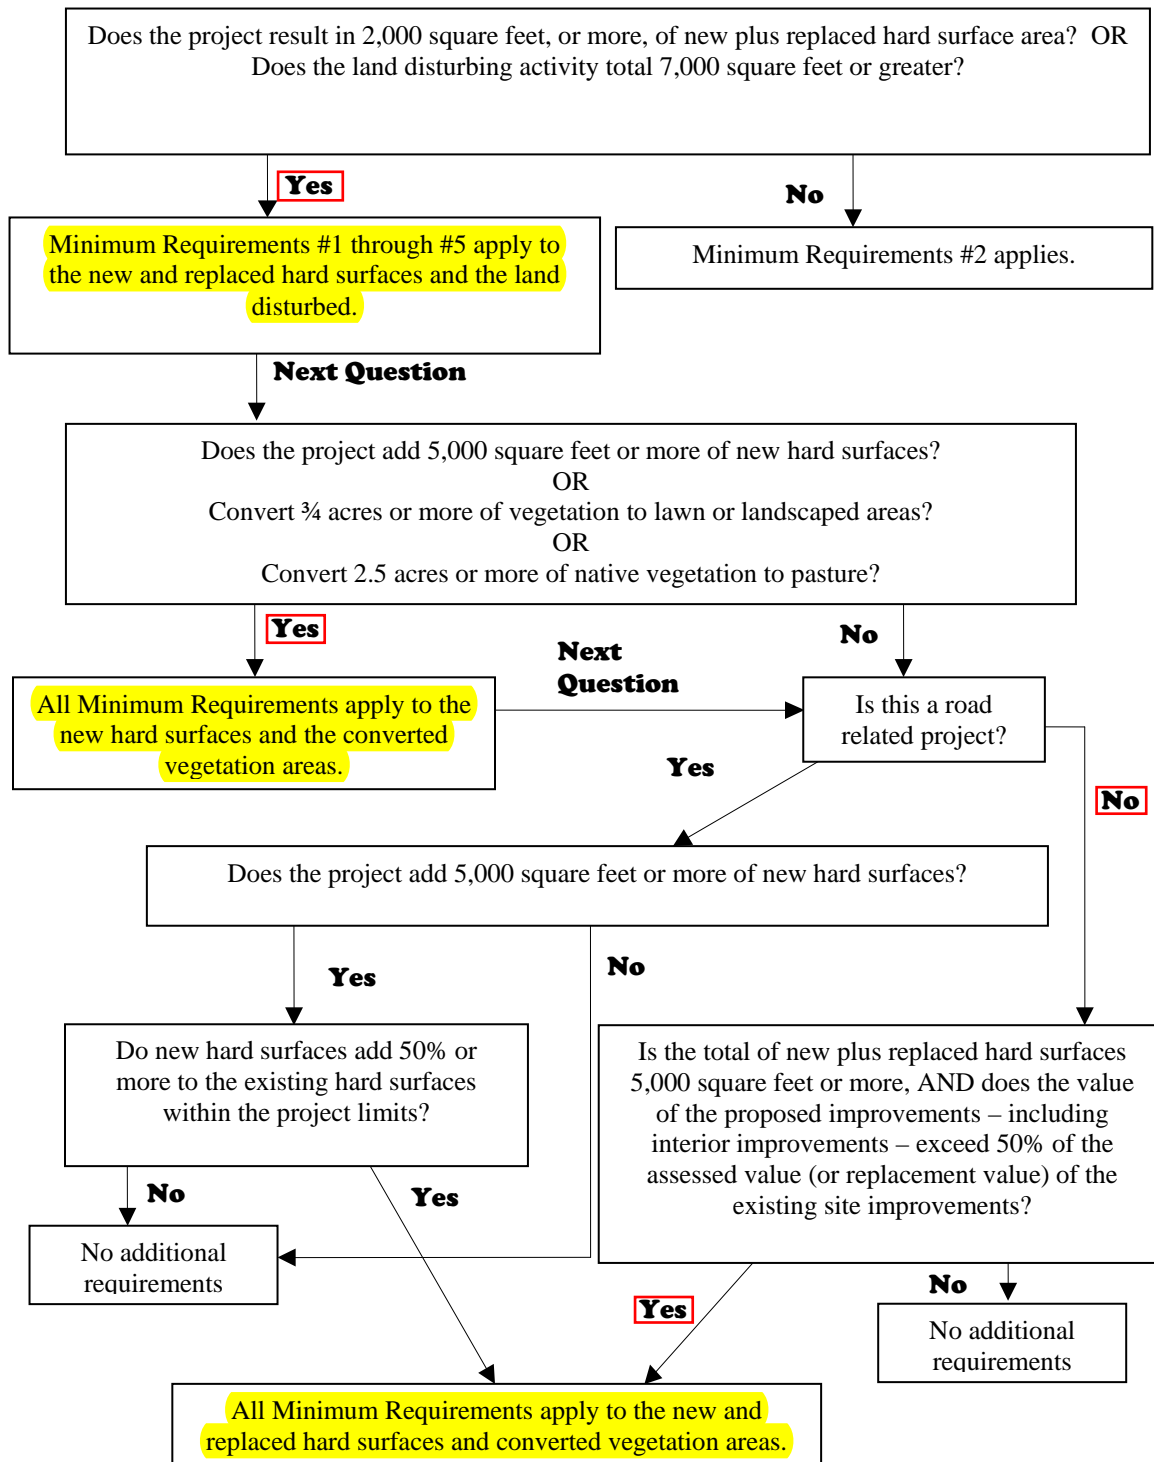 Does the project result in 2,000 square feet, or more, of new plus replaced hard surface area?  OR
Does the land disturbing activity total 7,000 square feet or greater?
Yes
No
Minimum Requirements #1 through #5 apply to
the new and replaced hard surfaces and the land
disturbed.
Minimum Requirements #2 applies.
Next Question
Does the project add 5,000 square feet or more of new hard surfaces?
OR
Convert ¾ acres or more of vegetation to lawn or landscaped areas?
OR
Convert 2.5 acres or more of native vegetation to pasture?
Yes
No
Next
Question
All Minimum Requirements apply to the
new hard surfaces and the converted
vegetation areas.
Is this a road
related project?
Yes
No
Does the project add 5,000 square feet or more of new hard surfaces?
Yes
No
Do new hard surfaces add 50% or
more to the existing hard surfaces
within the project limits?
Is the total of new plus replaced hard surfaces
5,000 square feet or more, AND does the value
of the proposed improvements – including
interior improvements – exceed 50% of the
assessed value (or replacement value) of the
existing site improvements?
No
Yes
No additional
requirements
Yes
No
No additional
requirements
All Minimum Requirements apply to the new and
replaced hard surfaces and converted vegetation areas.